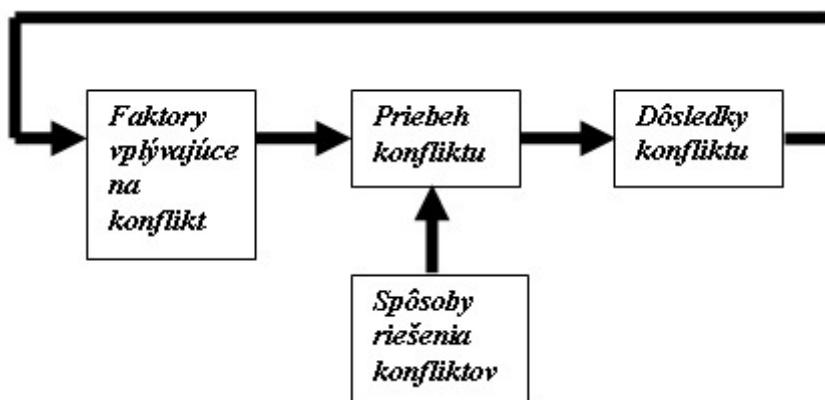 Faktory
vplývajúce
na
konflikt
Priebeh
konfliktu
Dôsledky
konfliktu
Spôsoby
riešenia
konfliktov